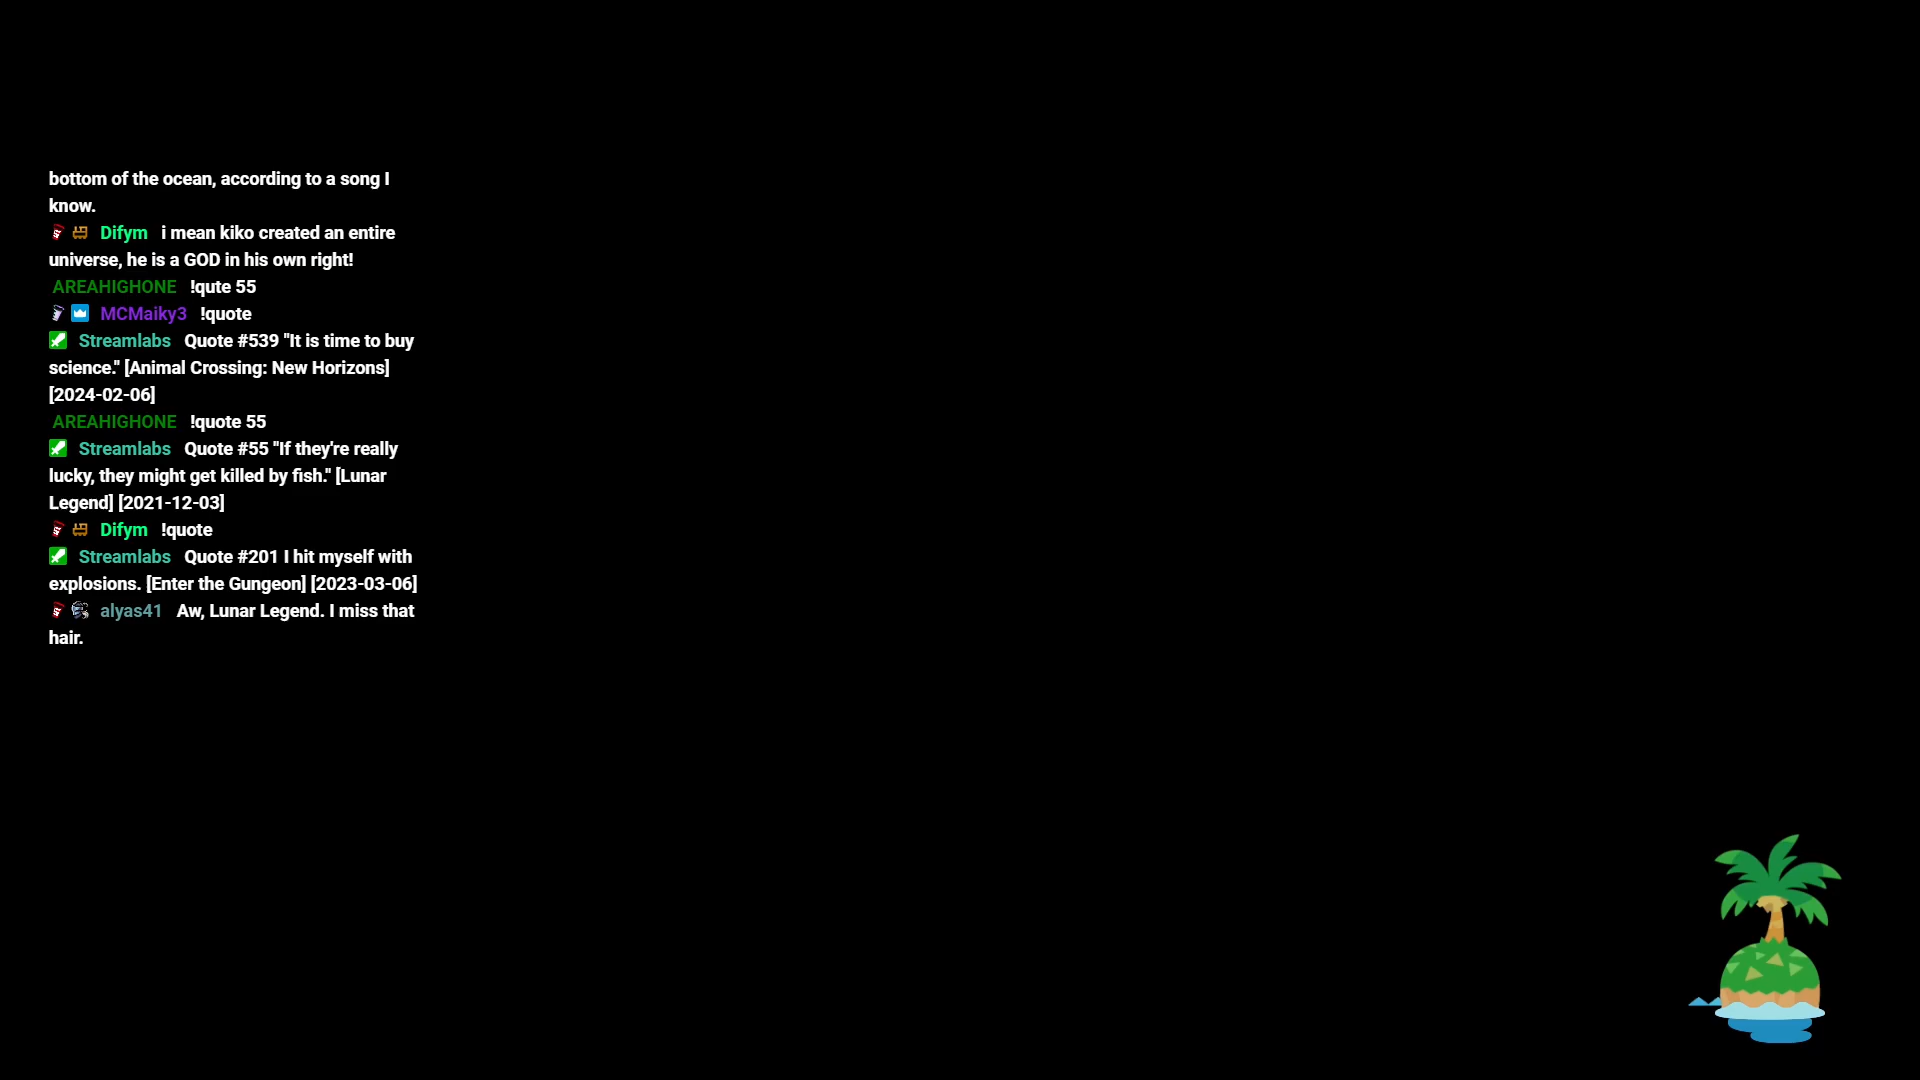 bottom of the ocean, according to a song I
know.
Difym i mean kiko created an entire
universe, he is a GOD in his own right!
AREAHIGHONE !qute 55
MCMaiky3 !quote
Streamlabs Quote #539 "It is time to buy
science." [Animal Crossing: New Horizons]
[2024-02-06]
AREAHIGHONE !quote 55
Streamlabs Quote #55 "If they're really
lucky, they might get killed by fish." [Lunar
Legend] [2021-12-03]
Difym !quote
Streamlabs Quote #201 I hit myself with
explosions. [Enter the Gungeon] [2023-03-06]
alyas41 Aw, Lunar Legend. I miss that
hair.